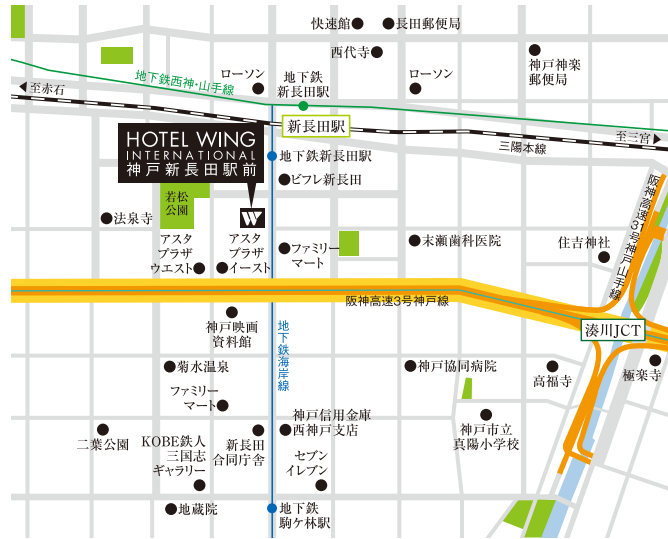 快速館
長田郵便局
西代寺
神戸神楽
郵便局
地下鉄西神・山手線
ローソン
地下鉄
新長田駅
ローソン
至赤石
新長田駅
至三宮
三陽本線
HOTEL WING
INTERNATIONAL
神戸新長田駅前
地下鉄新長田駅
ビフレ新長田
若松
公園
W
法泉寺
アスタ
プラザ
ウエスト
アスタ
プラザ
イースト
ファミリー
マート
末瀬歯科医院
住吉神社
阪神高速31号神戸山手線
阪神高速3号神戸線
湊川JCT
神戸映画
資料館
地下鉄海岸線
菊水温泉
ファミリー
マート
神戸協同病院
高福寺
極楽寺
二葉公園
KOBE鉄人
三国志
ギャラリー
新長田
合同庁舎
神戸信用金庫
西神戸支店
神戸市立
真陽小学校
セブン
イレブン
地蔵院
地下鉄
駒ケ林駅